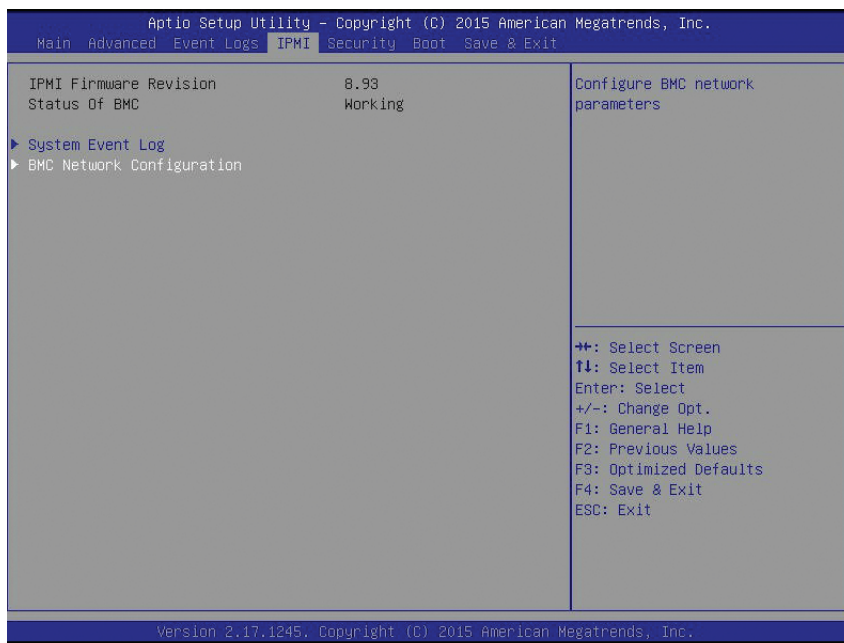 Aptio Setup Utility – Copyright (C) 2015 American Megatrends, Inc.
Main Advanced Event Logs IPMI Security Boot Save & Exit
IPMI Firmware Revision 8.93
Status Of BMC Working
▶ System Event Log
▶ BMC Network Configuration
Configure BMC network
parameters
→←: Select Screen
↑↓: Select Item
Enter: Select
+/-: Change Opt.
F1: General Help
F2: Previous Values
F3: Optimized Defaults
F4: Save & Exit
ESC: Exit
Version 2.17.1245. Copyright (C) 2015 American Megatrends, Inc.